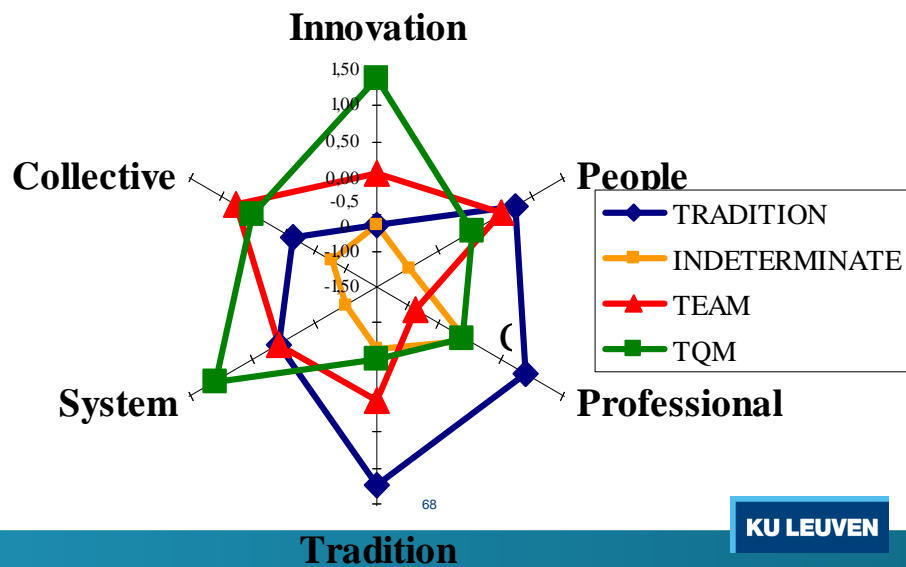 Innovation
1,50
1,00
0,50
0,00
-0,5
0
-1,00
-1,50
Collective
People
TRADITION
INDETERMINATE
TEAM
TQM
(
System
Professional
68
KU LEUVEN
Tradition